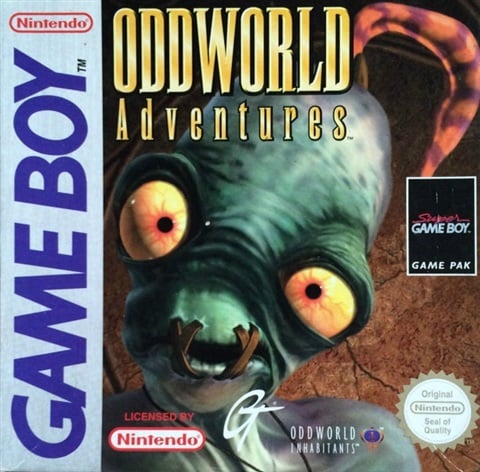 Nintendo
GAME BOY
TM
ODDWORLD
Adventures
TM
Super
GAME BOY
GAME PAK
LICENSED BY
Nintendo
GT
ODDWORLD
INHABITANTS
TM
Original
Nintendo
Seal of
Quality